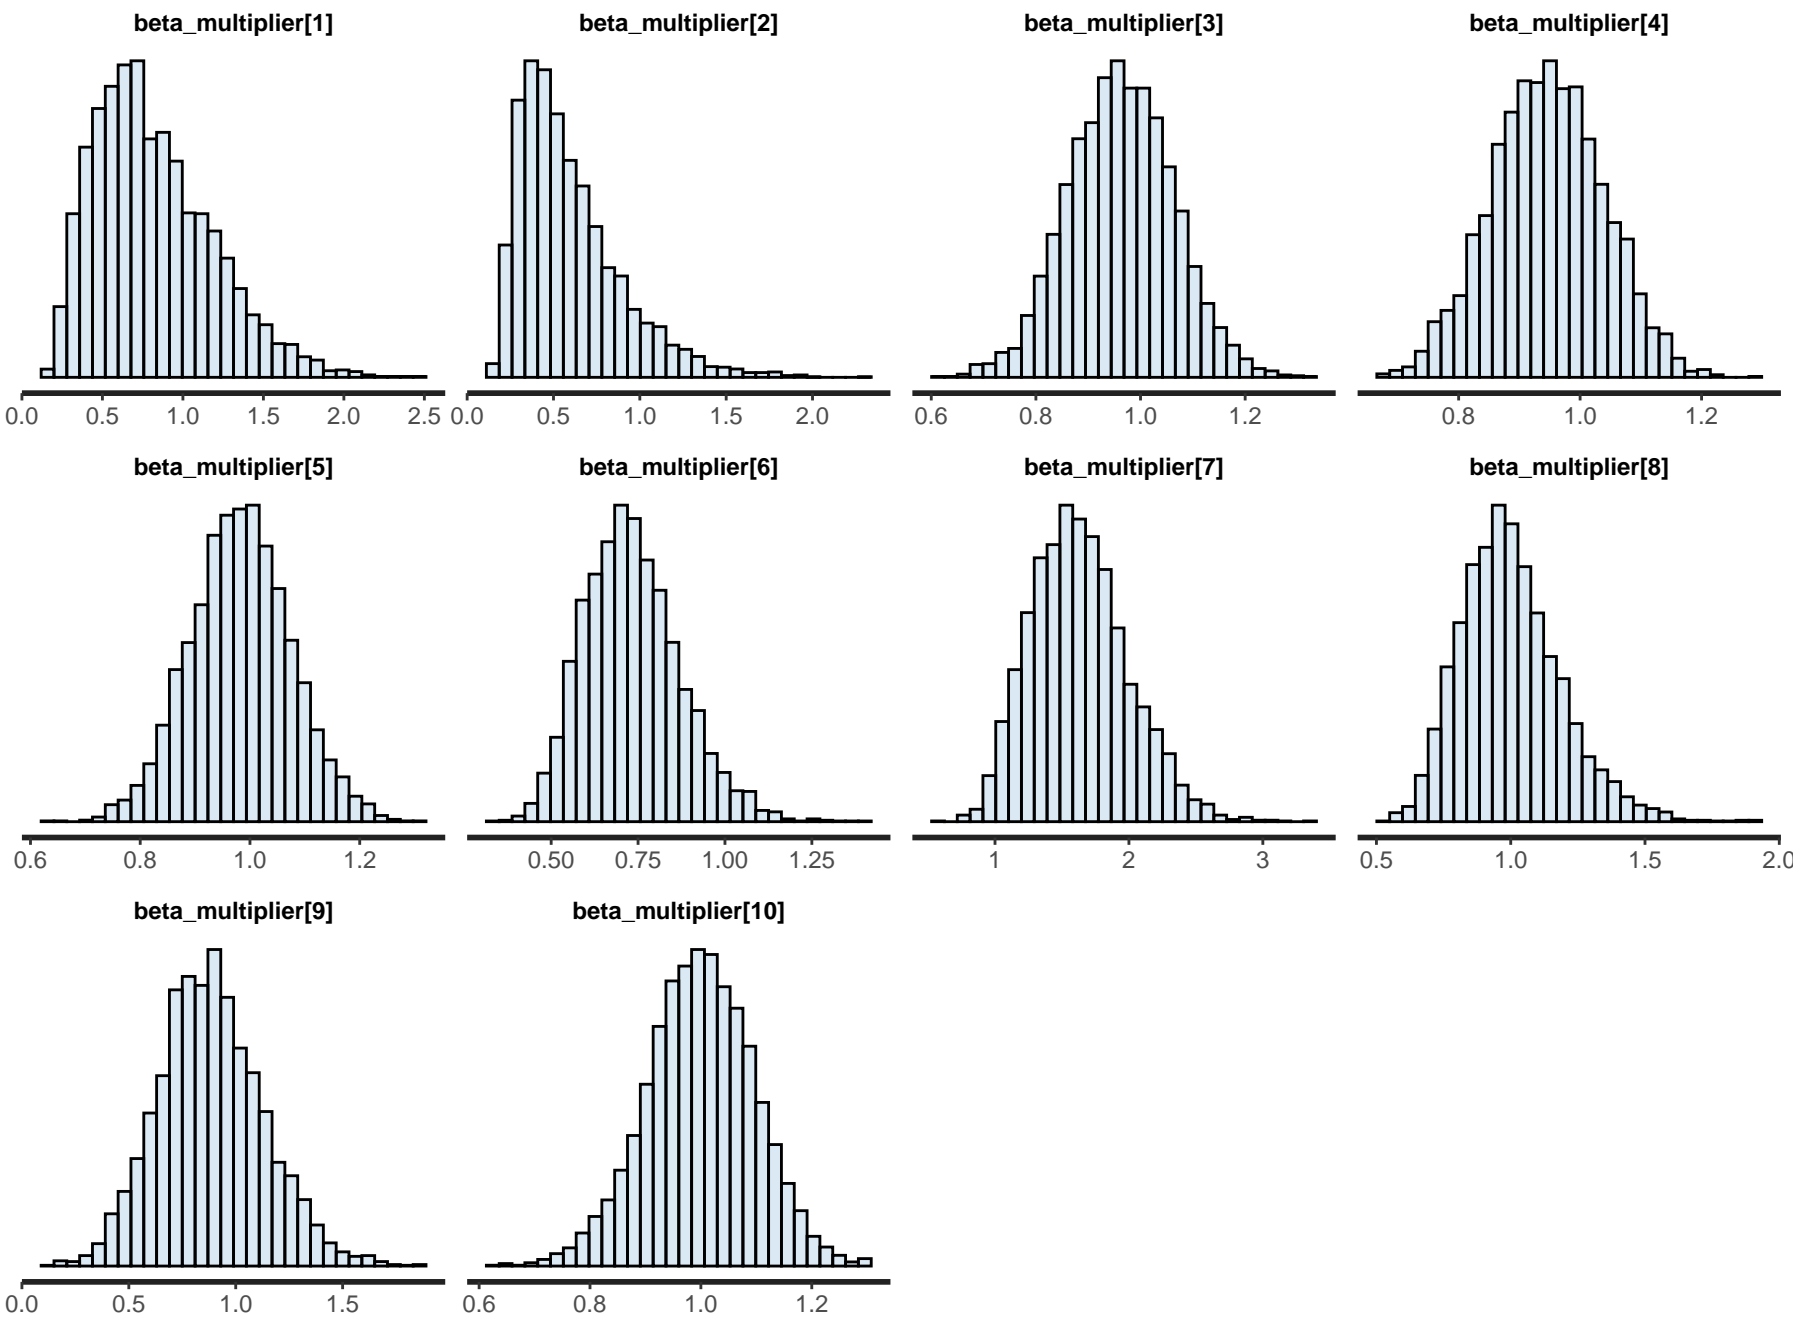 beta_multiplier[1] beta_multiplier[2] beta_multiplier[3] beta_multiplier[4]
0.0 0.5 1.0 1.5 2.0 2.5 0.0 0.5 1.0 1.5 2.0 0.6 0.8 1.0 1.2 0.8 1.0 1.2
beta_multiplier[5] beta_multiplier[6] beta_multiplier[7] beta_multiplier[8]
0.6 0.8 1.0 1.2 0.50 0.75 1.00 1.25 1 2 3 0.5 1.0 1.5 2.0
beta_multiplier[9] beta_multiplier[10]
0.0 0.5 1.0 1.5 0.6 0.8 1.0 1.2